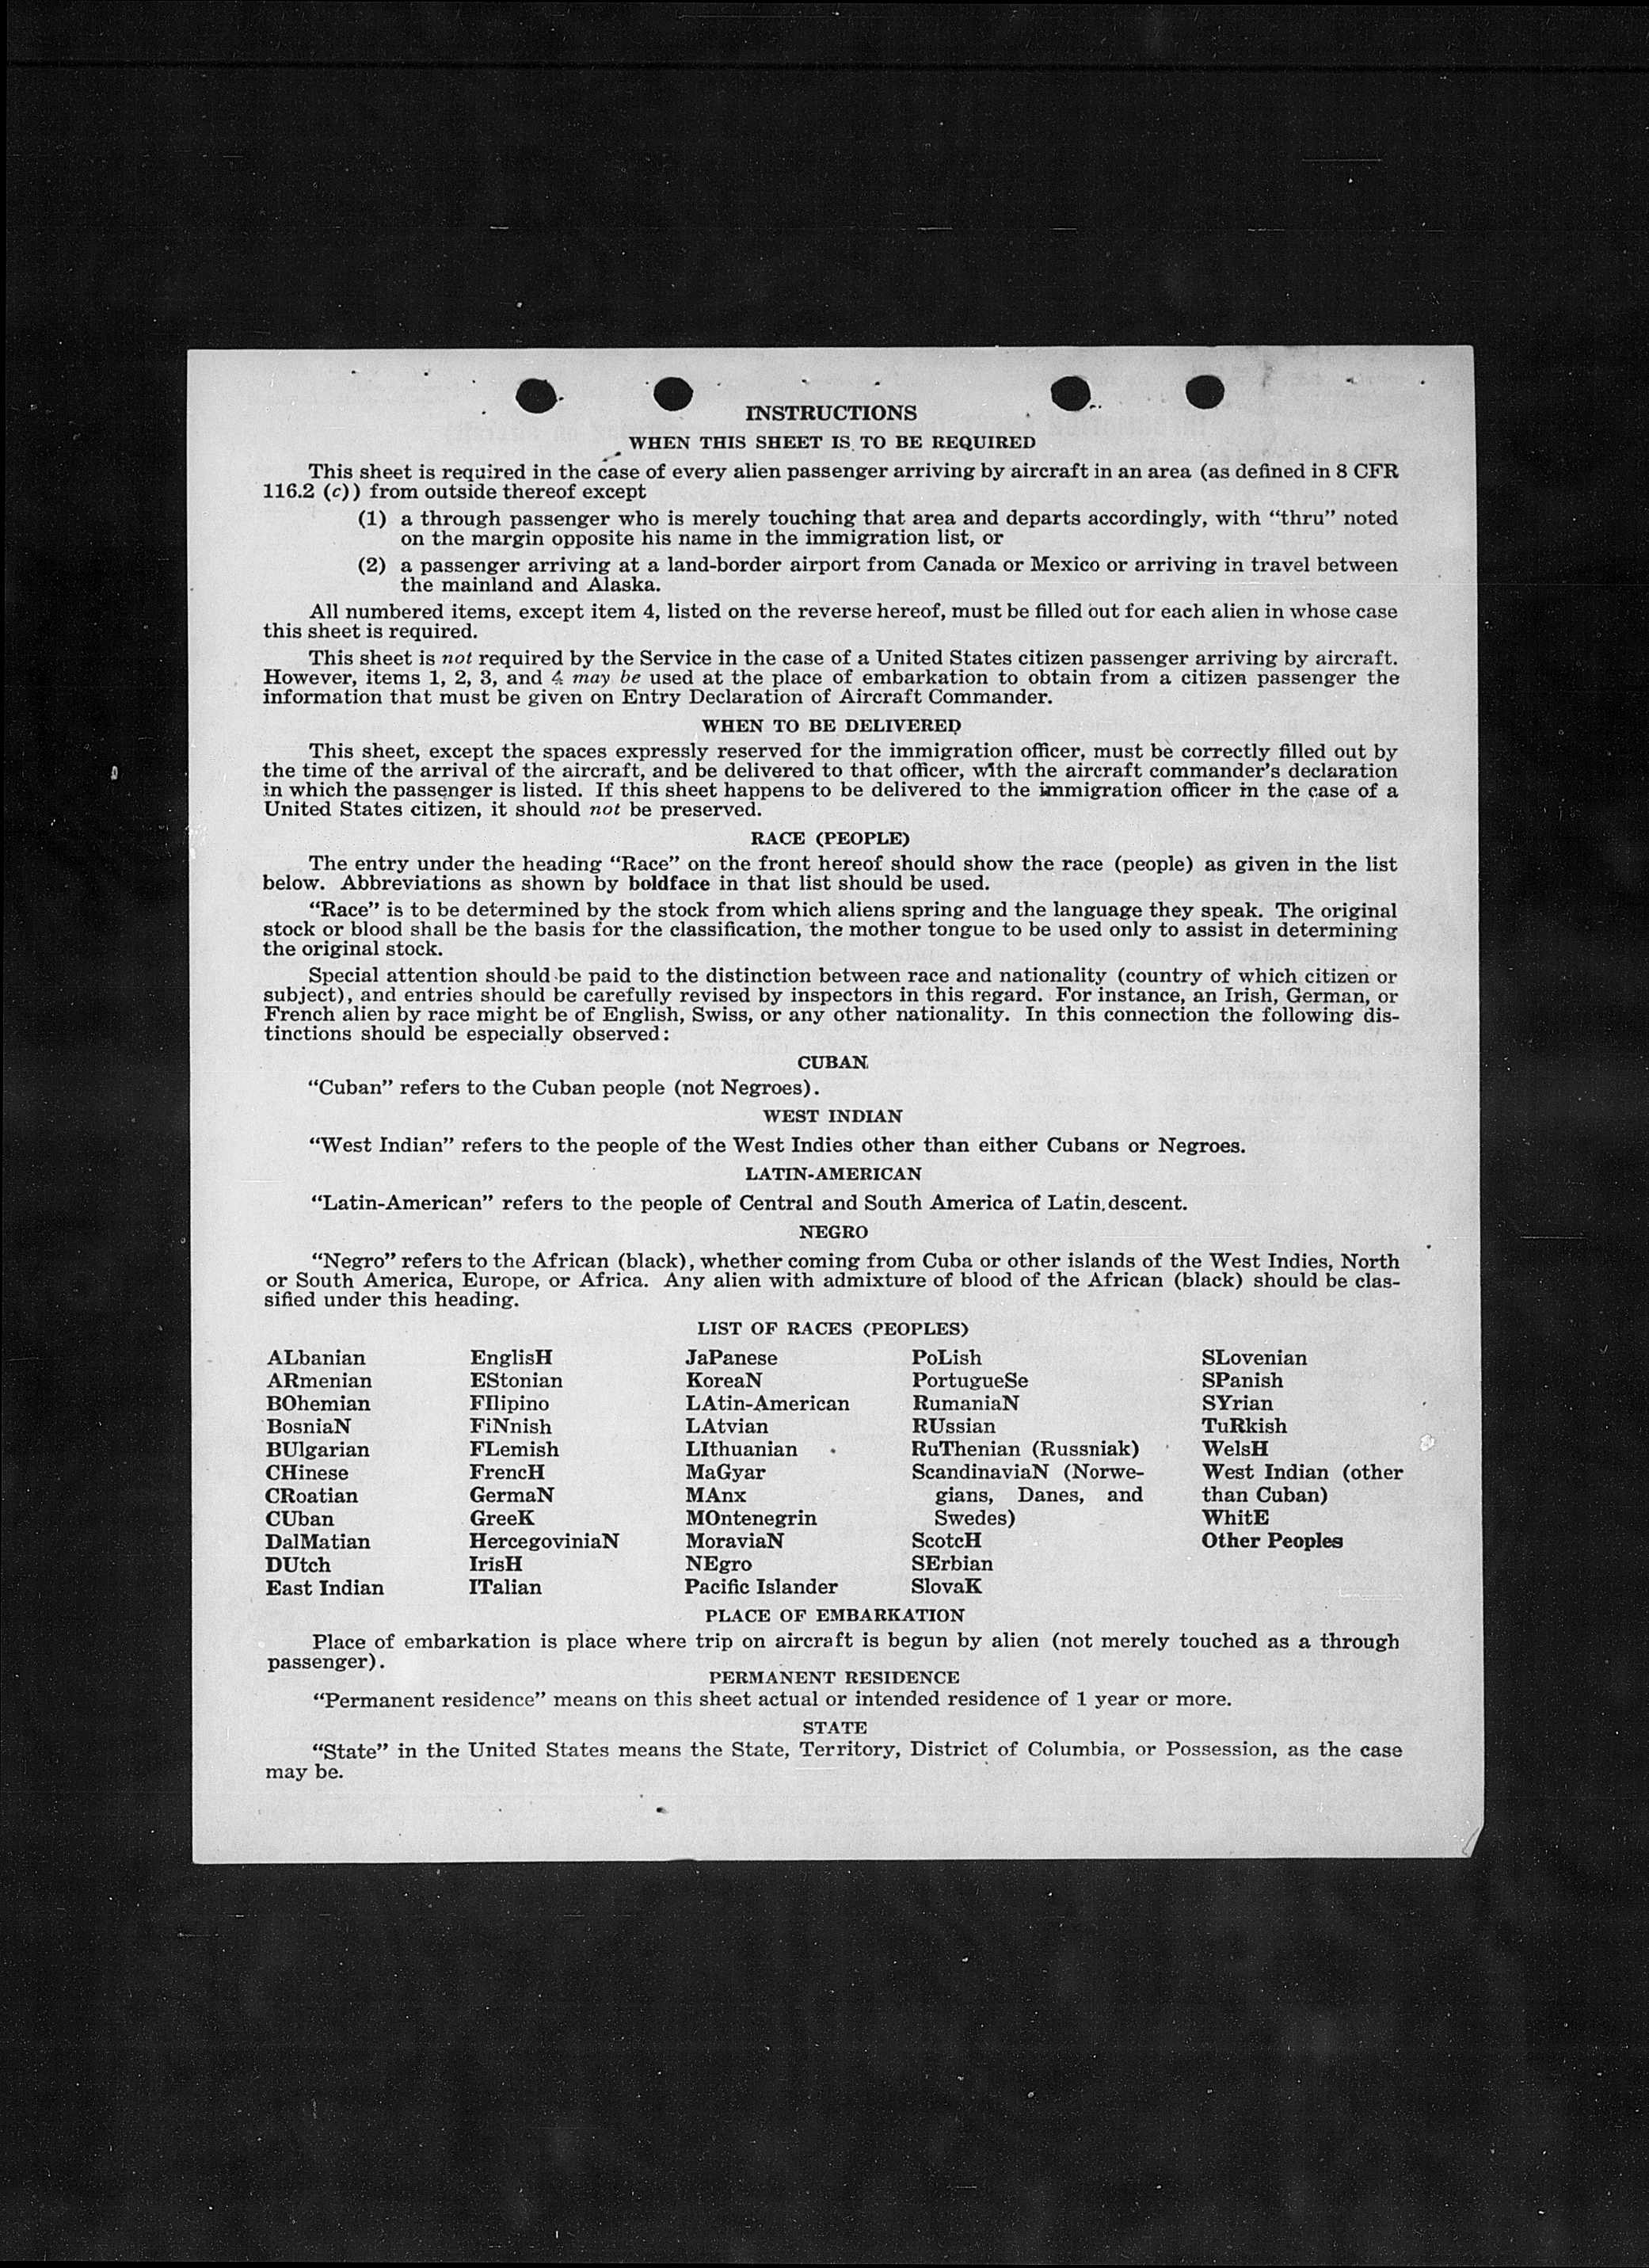 INSTRUCTIONS
WHEN THIS SHEET IS TO BE REQUIRED
This sheet is required in the case of every alien passenger arriving by aircraft in an area (as defined in 8 CFR
116.2 (c)) from outside thereof except
(1) a through passenger who is merely touching that area and departs accordingly, with “thru” noted
on the margin opposite his name in the immigration list, or
(2) a passenger arriving at a land-border airport from Canada or Mexico or arriving in travel between
the mainland and Alaska.
All numbered items, except item 4, listed on the reverse hereof, must be filled out for each alien in whose case
this sheet is required.
This sheet is not required by the Service in the case of a United States citizen passenger arriving by aircraft.
However, items 1, 2, 3, and 4 may be used at the place of embarkation to obtain from a citizen passenger the
information that must be given on Entry Declaration of Aircraft Commander.
WHEN TO BE DELIVERED
This sheet, except the spaces expressly reserved for the immigration officer, must be correctly filled out by
the time of the arrival of the aircraft, and be delivered to that officer, with the aircraft commander’s declaration
in which the passenger is listed. If this sheet happens to be delivered to the immigration officer in the case of a
United States citizen, it should not be preserved.
RACE (PEOPLE)
The entry under the heading “Race” on the front hereof should show the race (people) as given in the list
below. Abbreviations as shown by boldface in that list should be used.
“Race” is to be determined by the stock from which aliens spring and the language they speak. The original
stock or blood shall be the basis for the classification, the mother tongue to be used only to assist in determining
the original stock.
Special attention should be paid to the distinction between race and nationality (country of which citizen or
subject), and entries should be carefully revised by inspectors in this regard. For instance, an Irish, German, or
French alien by race might be of English, Swiss, or any other nationality. In this connection the following dis-
tinctions should be especially observed:
CUBAN
“Cuban” refers to the Cuban people (not Negroes).
WEST INDIAN
“West Indian” refers to the people of the West Indies other than either Cubans or Negroes.
LATIN-AMERICAN
“Latin-American” refers to the people of Central and South America of Latin descent.
NEGRO
“Negro” refers to the African (black), whether coming from Cuba or other islands of the West Indies, North
or South America, Europe, or Africa. Any alien with admixture of blood of the African (black) should be clas-
sified under this heading.
LIST OF RACES (PEOPLES)
ALbanian
ARmenian
BOhemian
BosniaN
BUlgarian
CHinese
CRoatian
CUban
DalMatian
DUtch
East Indian
EnglisH
EStonian
FIlipino
FiNnish
FLemish
FrencH
GermaN
GreeK
HercegoviniaN
IrisH
ITalian
JaPanese
KoreaN
LAtin-American
LAtvian
LIthuanian
MaGyar
MAnx
MOntenegrin
MoraviaN
NEgro
Pacific Islander
PoLish
PortugueSe
RumaniaN
RUssian
RuThenian (Russniak)
ScandinaviaN (Norwe-
gians, Danes, and
Swedes)
ScotcH
SErbian
SlovaK
SLovenian
SPanish
SYrian
TuRkish
WelsH
West Indian (other
than Cuban)
WhitE
Other Peoples
PLACE OF EMBARKATION
Place of embarkation is place where trip on aircraft is begun by alien (not merely touched as a through
passenger).
PERMANENT RESIDENCE
“Permanent residence” means on this sheet actual or intended residence of 1 year or more.
STATE
“State” in the United States means the State, Territory, District of Columbia, or Possession, as the case
may be.